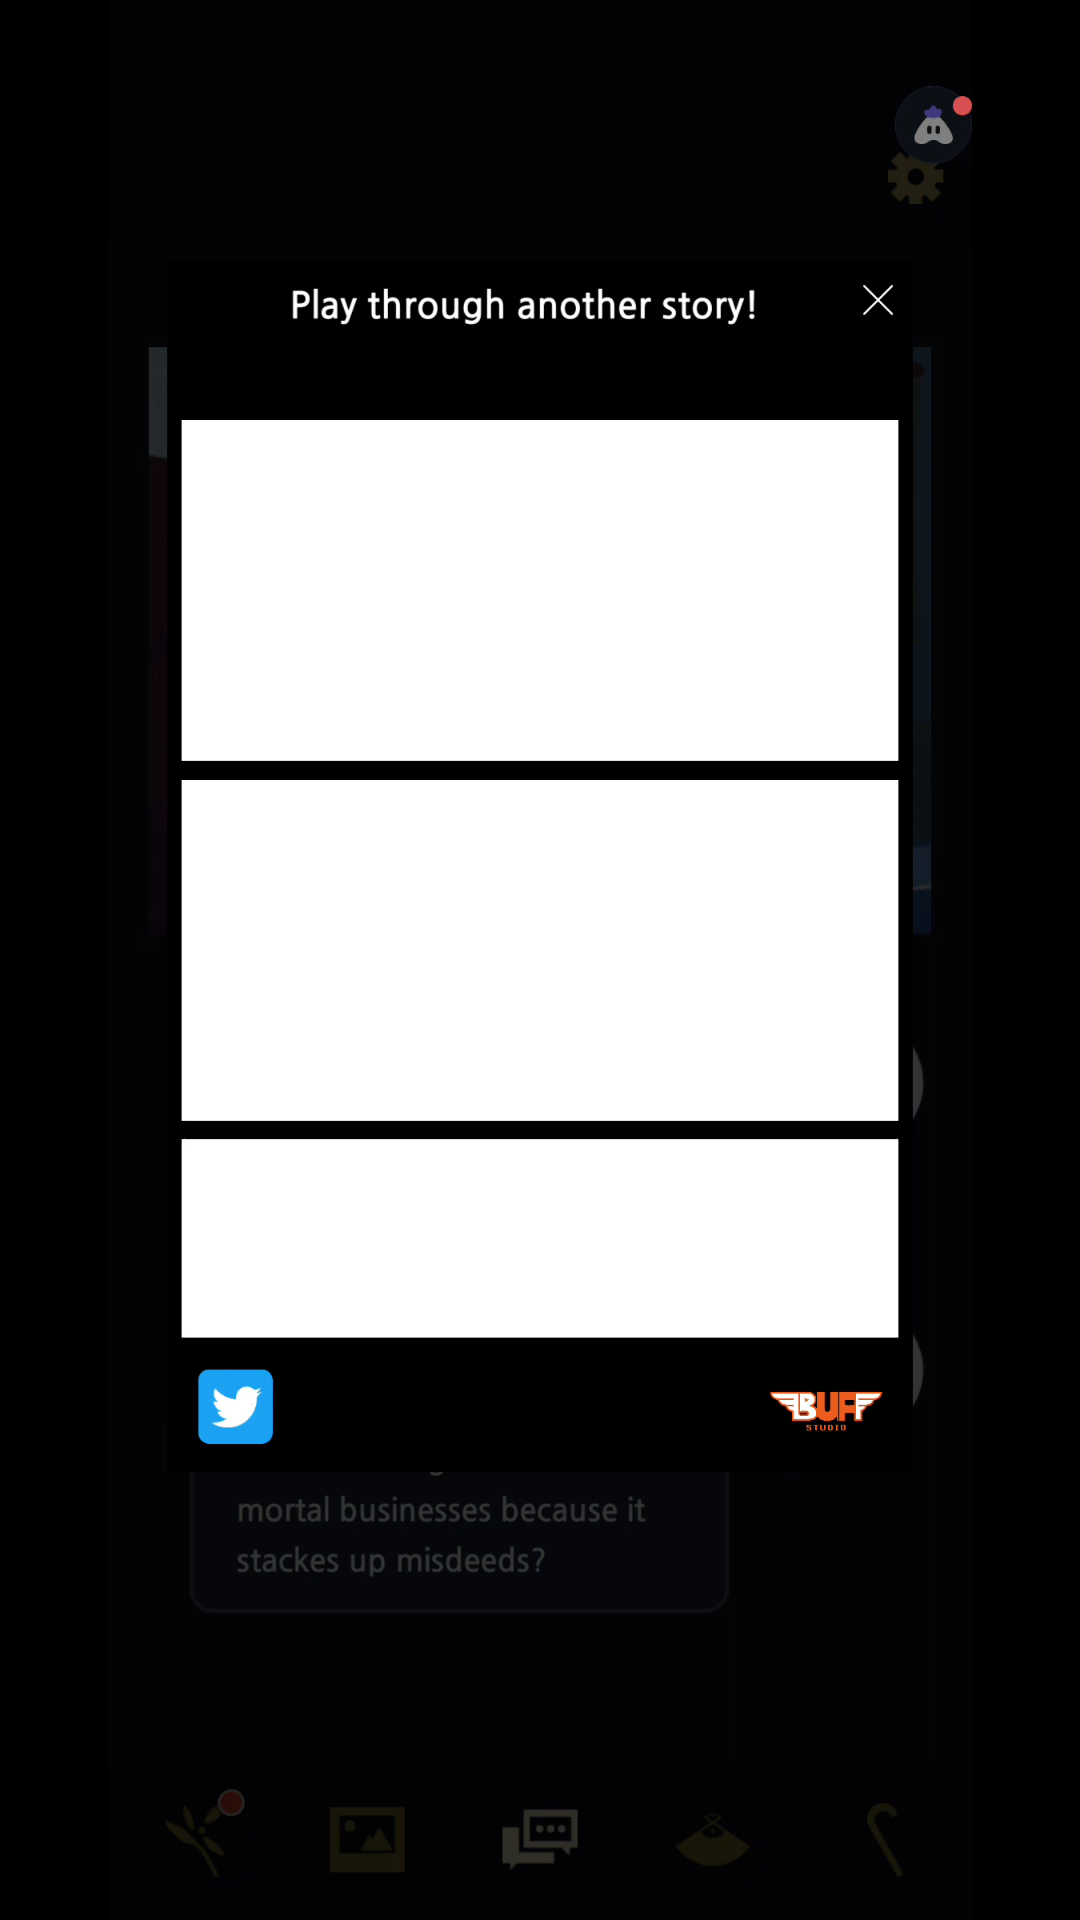 Play through another story!
BUFF
STUDIO
mortal businesses because it
stackes up misdeeds?